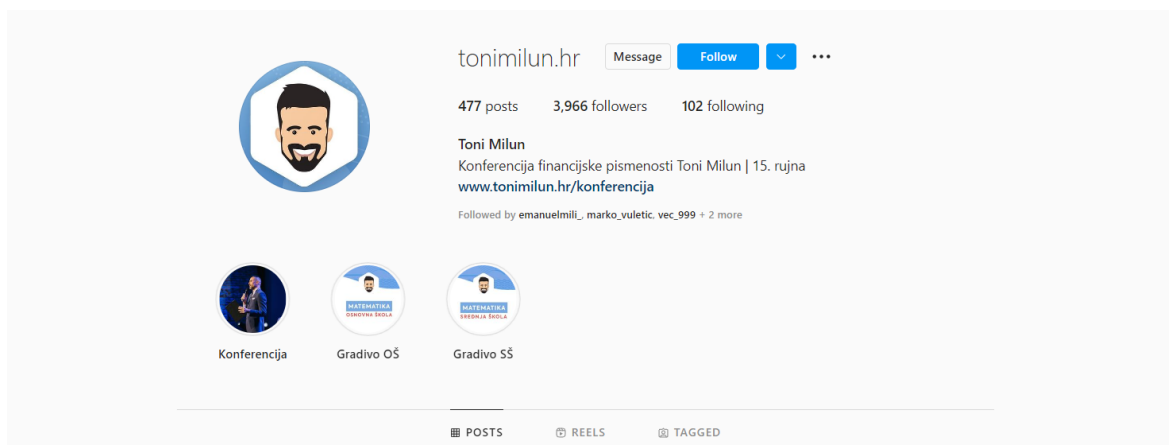 tonimilun.hr Message Follow
477 posts 3,966 followers 102 following
Toni Milun
Konferencija financijske pismenosti Toni Milun | 15. rujna
www.tonimilun.hr/konferencija
Followed by emanuelmili_, marko_vuletic, vec_999 + 2 more
MATEMATIKA
OSNOVNA ŠKOLA
MATEMATIKA
SREDNJA ŠKOLA
Konferencija Gradivo OŠ Gradivo SŠ
POSTS REELS TAGGED